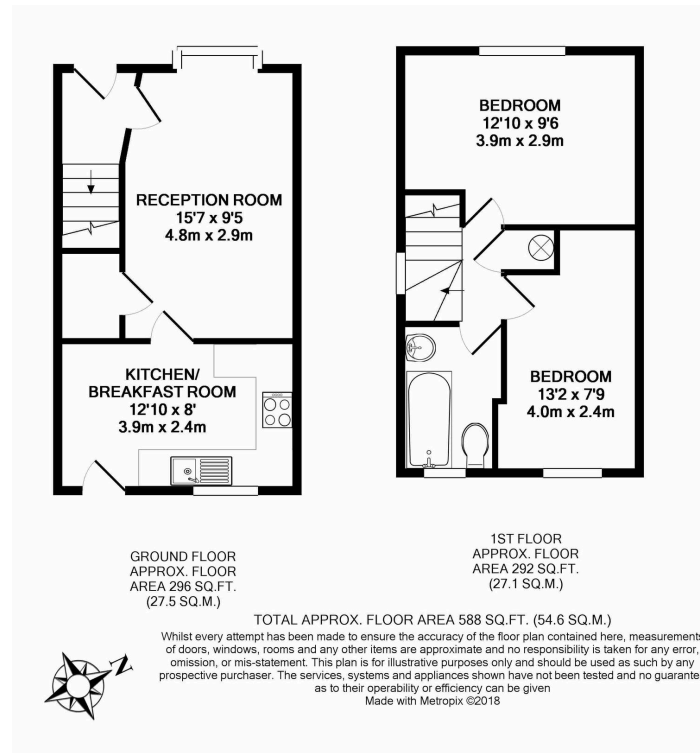 RECEPTION ROOM
15'7 x 9'5
4.8m x 2.9m
KITCHEN/
BREAKFAST ROOM
12'10 x 8'
3.9m x 2.4m
BEDROOM
12'10 x 9'6
3.9m x 2.9m
BEDROOM
13'2 x 7'9
4.0m x 2.4m
GROUND FLOOR
APPROX. FLOOR
AREA 296 SQ.FT.
(27.5 SQ.M.)
1ST FLOOR
APPROX. FLOOR
AREA 292 SQ.FT.
(27.1 SQ.M.)
TOTAL APPROX. FLOOR AREA 588 SQ.FT. (54.6 SQ.M.)
Whilst every attempt has been made to ensure the accuracy of the floor plan contained here, measurements
of doors, windows, rooms and any other items are approximate and no responsibility is taken for any error,
omission, or mis-statement. This plan is for illustrative purposes only and should be used as such by any
prospective purchaser. The services, systems and appliances shown have not been tested and no guarante
as to their operability or efficiency can be given
Made with Metropix ©2018
N